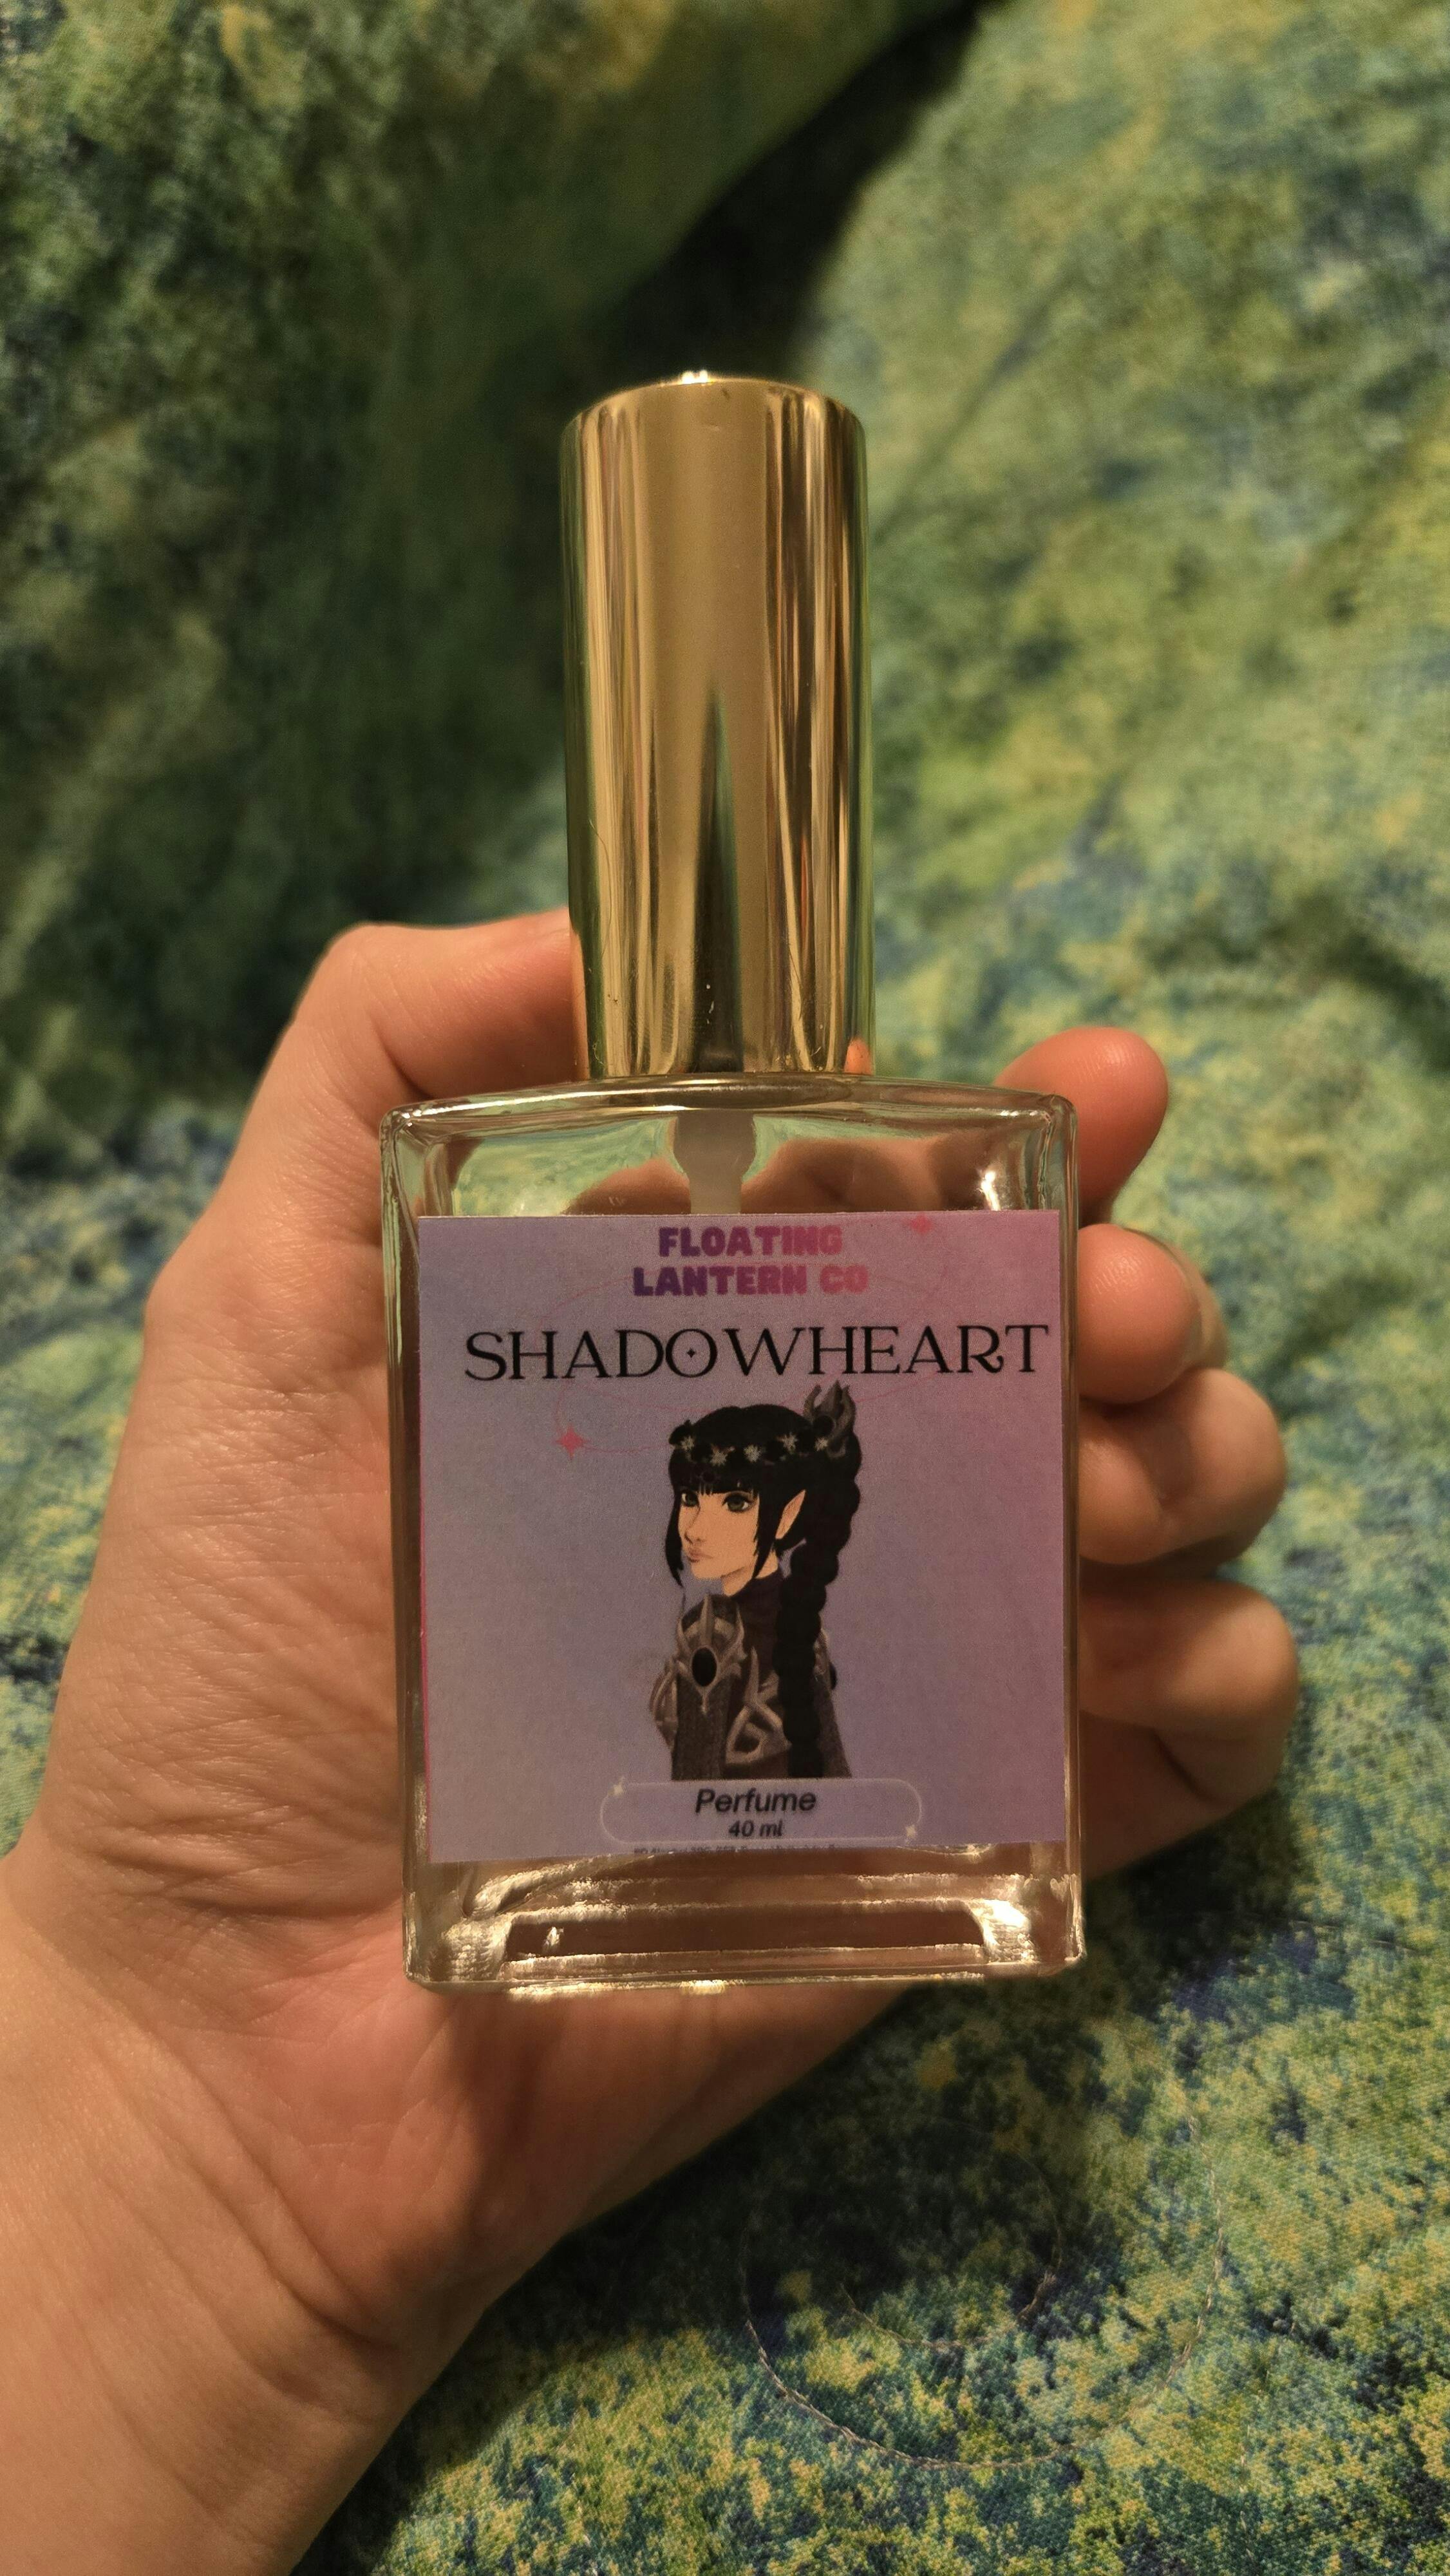 FLOATING
LANTERN CO
SHADOWHEART
Perfume
40 ml